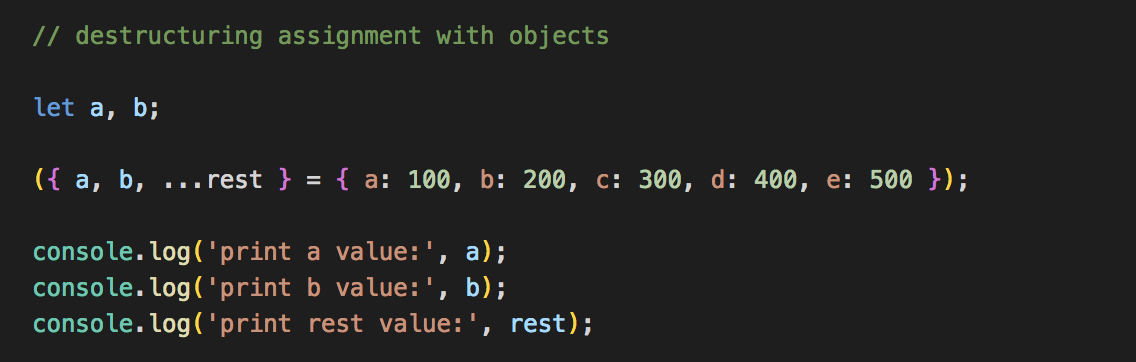 // destructuring assignment with objects
let a, b;
({ a, b, ...rest } = { a: 100, b: 200, c: 300, d: 400, e: 500 });
console.log('print a value:', a);
console.log('print b value:', b);
console.log('print rest value:', rest);